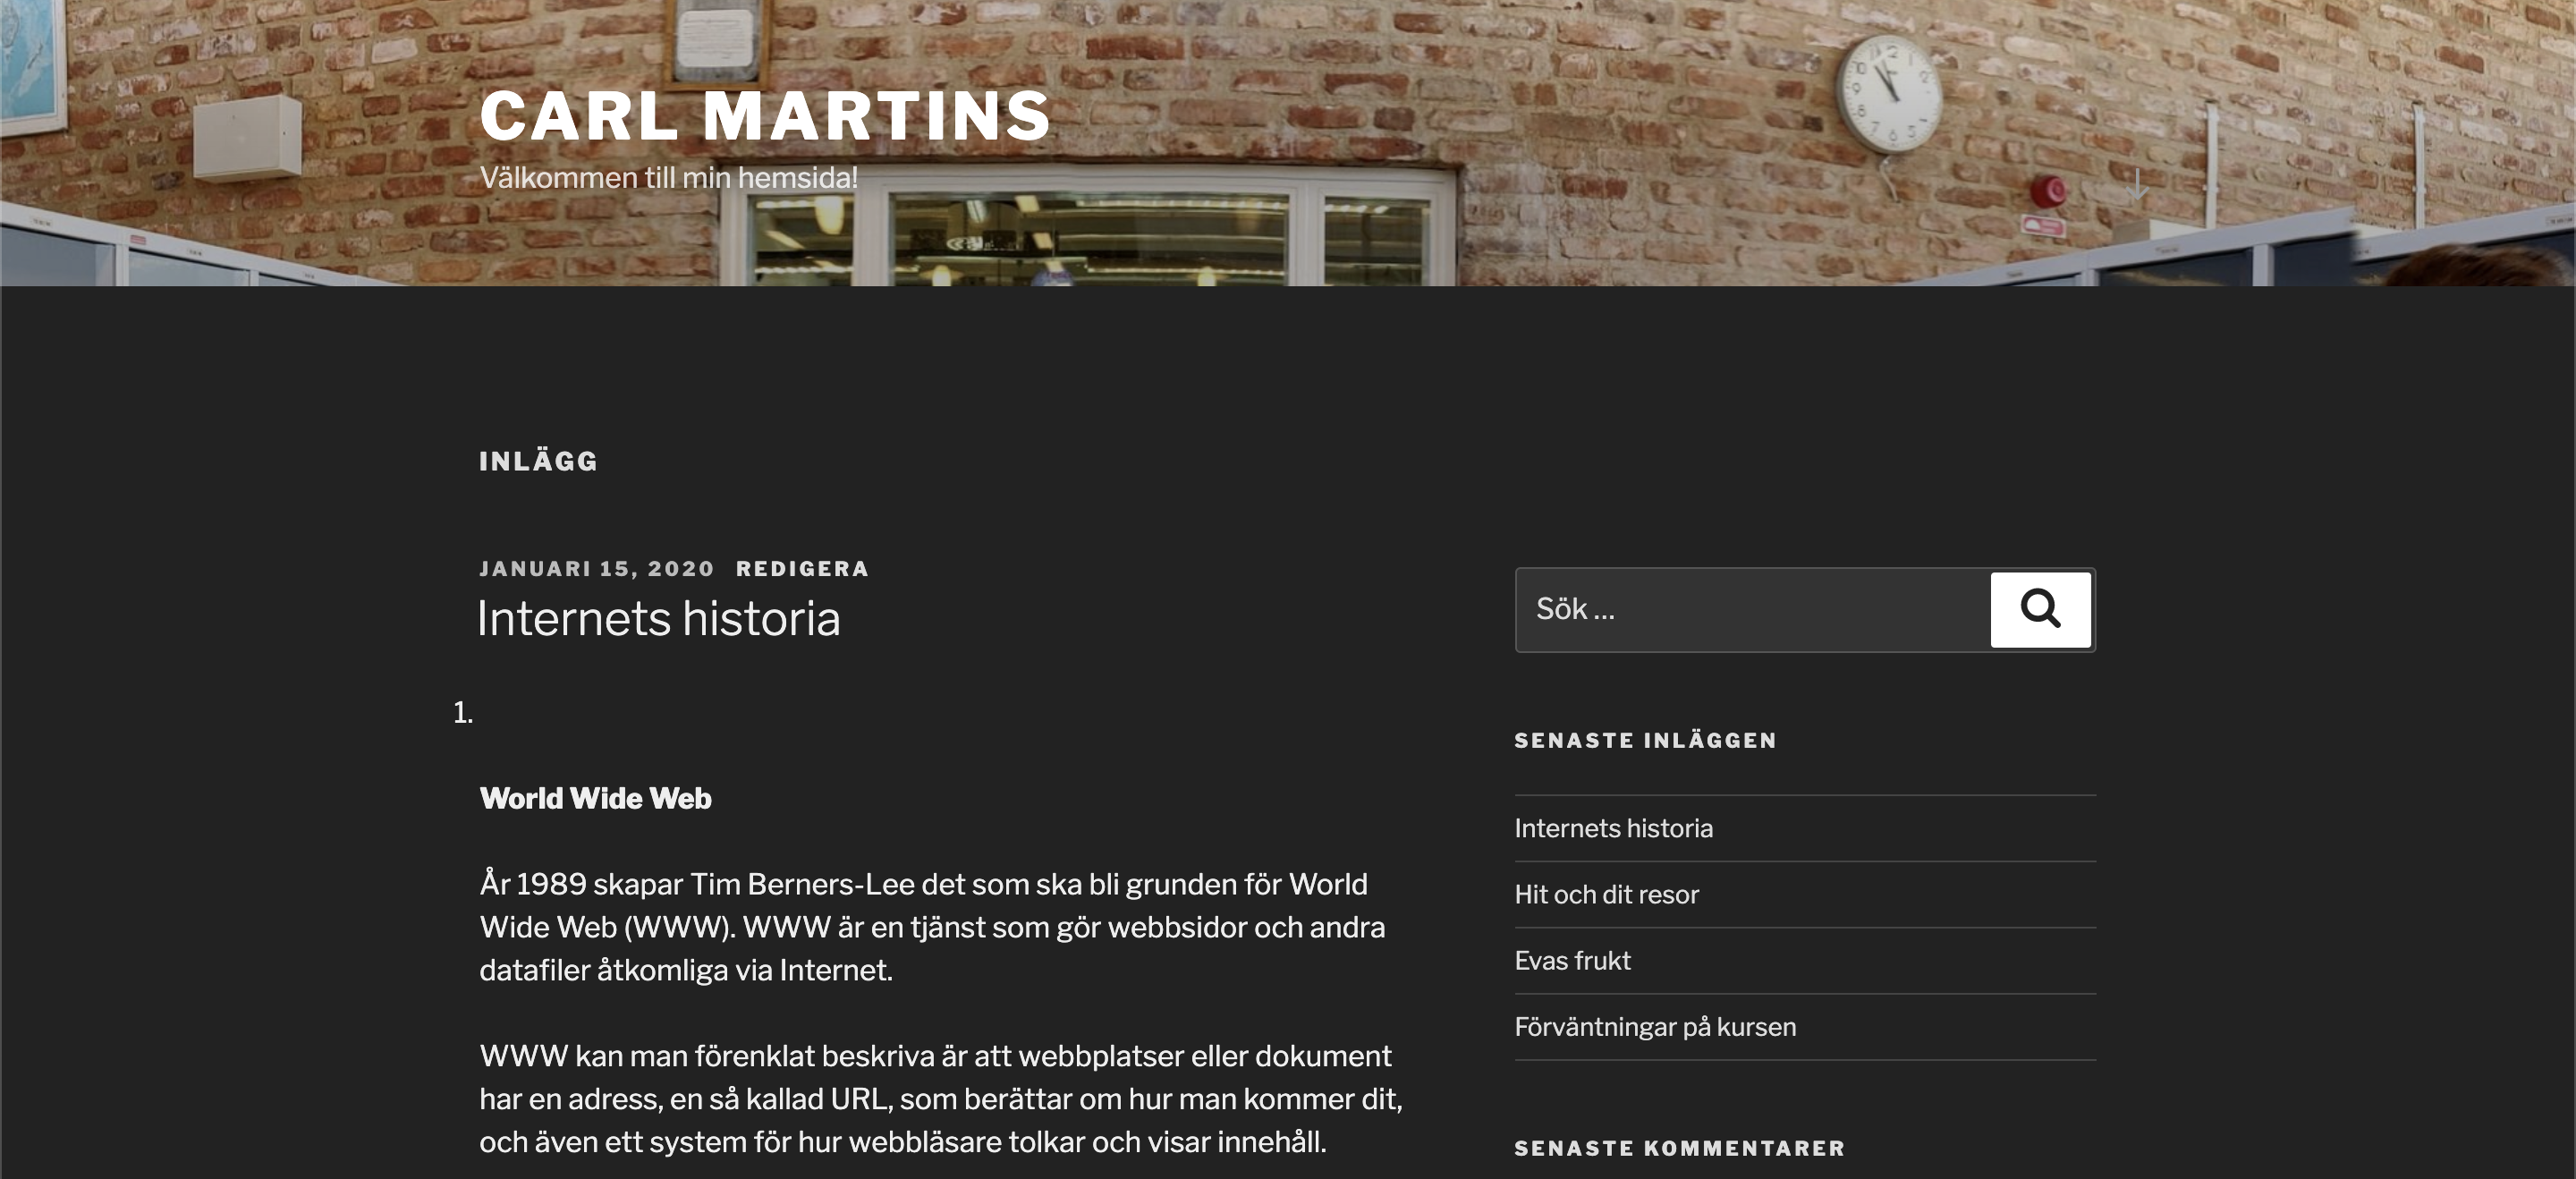 CARL MARTINS
Välkommen till min hemsida!
INLÄGG
JANUARI 15, 2020 REDIGERA
Internets historia
1.
World Wide Web
År 1989 skapar Tim Berners-Lee det som ska bli grunden för World
Wide Web (WWW). WWW är en tjänst som gör webbsidor och andra
datafiler åtkomliga via Internet.
WWW kan man förenklat beskriva är att webbplatser eller dokument
har en adress, en så kallad URL, som berättar om hur man kommer dit,
och även ett system för hur webbläsare tolkar och visar innehåll.
Sök ...
SENASTE INLÄGGEN
Internets historia
Hit och dit resor
Evas frukt
Förväntningar på kursen
SENASTE KOMMENTARER